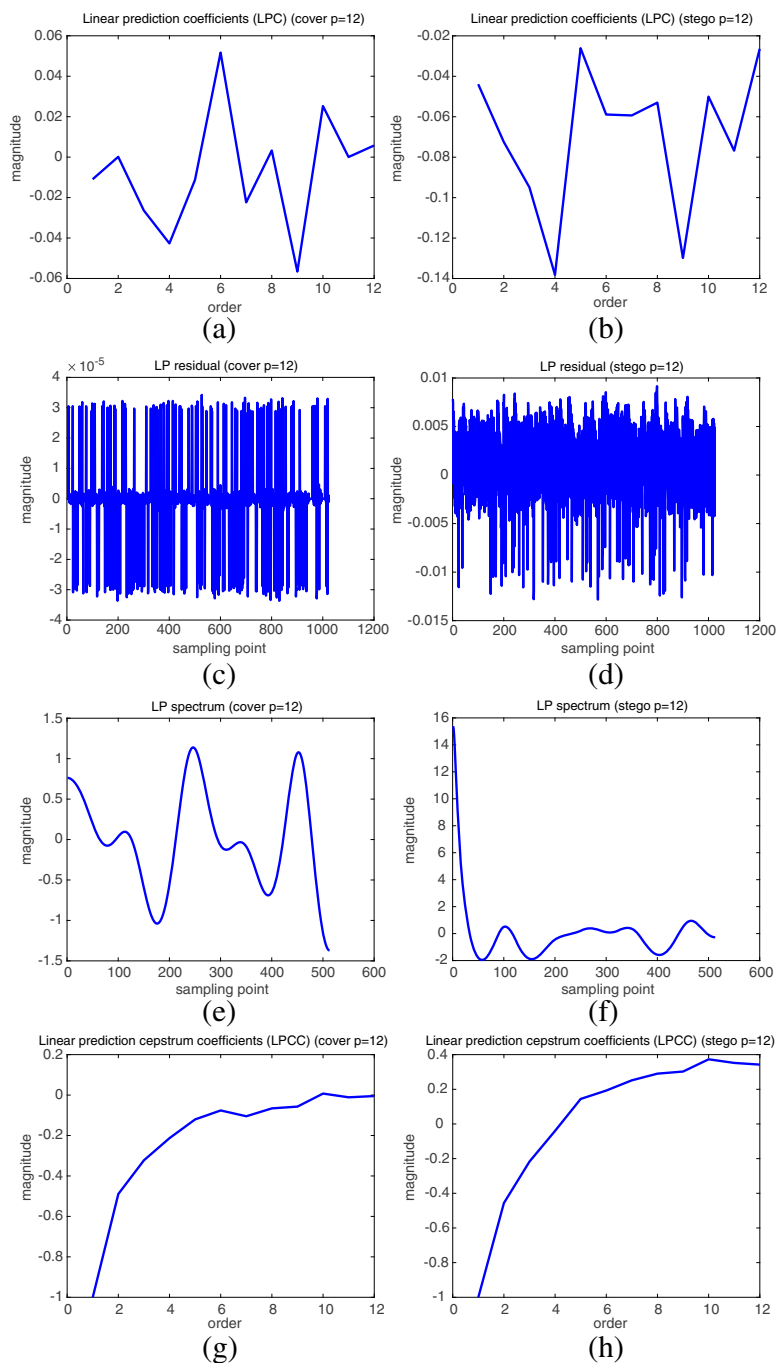 Linear prediction coefficients (LPC) (cover p=12)
0.06
0.04
0.02
0
-0.02
-0.04
-0.06
magnitude
0 2 4 6 8 10 12
order
(a)
Linear prediction coefficients (LPC) (stego p=12)
-0.02
-0.04
-0.06
-0.08
-0.1
-0.12
-0.14
magnitude
0 2 4 6 8 10 12
order
(b)
LP residual (cover p=12)
× 10-5
4
3
2
1
0
-1
-2
-3
-4
magnitude
0 200 400 600 800 1000 1200
sampling point
(c)
LP residual (stego p=12)
0.01
0.005
0
-0.005
-0.01
-0.015
magnitude
0 200 400 600 800 1000 1200
sampling point
(d)
LP spectrum (cover p=12)
1.5
1
0.5
0
-0.5
-1
-1.5
magnitude
0 100 200 300 400 500 600
sampling point
(e)
LP spectrum (stego p=12)
16
14
12
10
8
6
4
2
0
-2
magnitude
0 100 200 300 400 500 600
sampling point
(f)
Linear prediction cepstrum coefficients (LPCC) (cover p=12)
0.2
0
-0.2
-0.4
-0.6
-0.8
-1
magnitude
0 2 4 6 8 10 12
order
(g)
Linear prediction cepstrum coefficients (LPCC) (stego p=12)
0.4
0.2
0
-0.2
-0.4
-0.6
-0.8
-1
magnitude
0 2 4 6 8 10 12
order
(h)